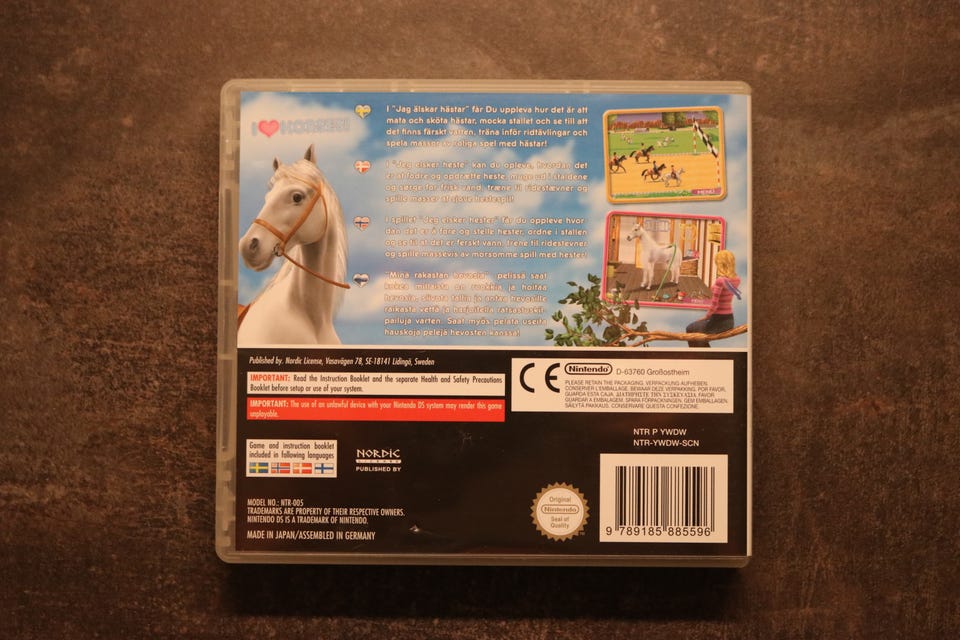 I ❤ HORSES!
I "Jag älskar hästar" får Du uppleva hur det är att
mata och sköta hästar, mocka stallet och se till att
det finns färskt vatten, träna inför ridtävlingar och
spela massor av roliga spel med hästar!
I "Jeg elsker heste" kan du opleve, hvordan det
er at fodre og opdrætte heste, muge ud i staldene
og sørge for frisk vand, træne til ridestævner og
spille masser af sjove hestespil!
I spillet "Jeg elsker hester" får du oppleve hvor-
dan det er å fore og stelle hester, ordne i stallen
og se til at det er ferskt vann, trene til ridestevner
og spille massevis av morsomme spill med hester!
"Minä rakastan hevosia" -pelissä saat
kokea millaista on ruokkia ja hoitaa
hevosia, siivota tallia ja antaa hevosille
raikasta vettä ja harjoitella ratsastuskil-
pailuja varten. Saat myös pelata useita
hauskoja pelejä hevosten kanssa!
MENU
Published by. Nordic License, Vasavägen 78, SE-18141 Lidingö, Sweden
IMPORTANT: Read the Instruction Booklet and the separate Health and Safety Precautions
Booklet before setup or use of your system.
IMPORTANT: The use of an unlawful device with your Nintendo DS system may render this game
unplayable.
CE Nintendo D-63760 Großostheim
PLEASE RETAIN THE PACKAGING. VERPACKUNG AUFHEBEN.
CONSERVER L'EMBALLAGE. BEWAAR DEZE VERPAKKING. POR FAVOR,
GUARDA ESTA CAJA. ΔΙΑΤΗΡΗΣΤΕ ΤΗΝ ΣΥΣΚΕΥΑΣΙΑ. FAVOR
GUARDAR A EMBALAGEM. SPARA FÖRPACKNINGEN. GEM EMBALLAGEN
SÄILYTÄ PAKKAUS. CONSERVARE QUESTA CONFEZIONE.
NTR P YWDW
NTR-YWDW-SCN
Game and instruction booklet
included in following languages
NORDIC
LICENSE
PUBLISHED BY
MODEL NO.: NTR-005
TRADEMARKS ARE PROPERTY OF THEIR RESPECTIVE OWNERS.
NINTENDO DS IS A TRADEMARK OF NINTENDO.
MADE IN JAPAN/ASSEMBLED IN GERMANY
Original
Nintendo
Seal of
Quality
TM
9 789185 885596